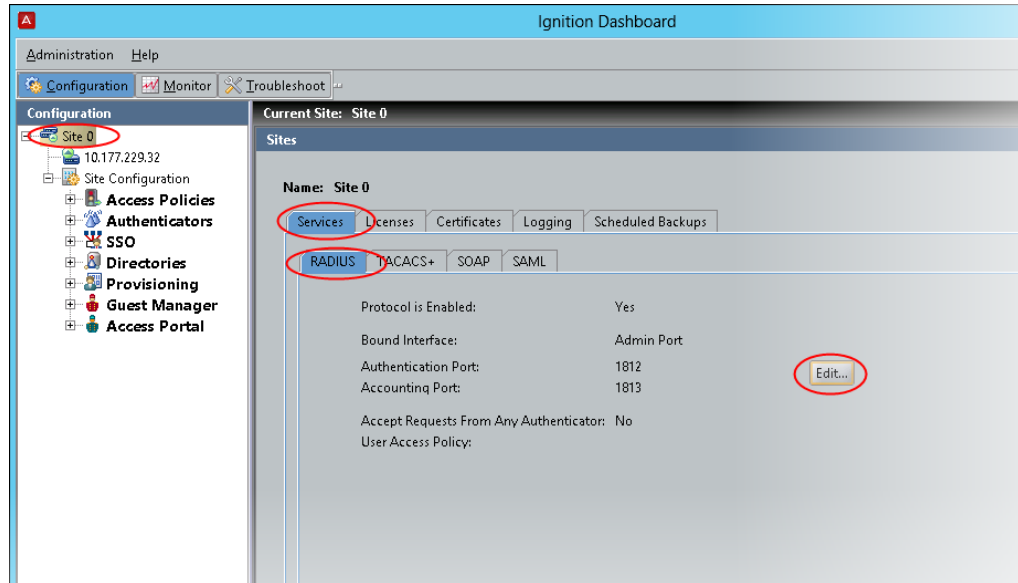 Ignition Dashboard
Administration Help
Configuration Monitor Troubleshoot
Configuration
Site 0
10.177.229.32
Site Configuration
Access Policies
Authenticators
SSO
Directories
Provisioning
Guest Manager
Access Portal
Current Site: Site 0
Sites
Name: Site 0
Services Licenses Certificates Logging Scheduled Backups
RADIUS TACACS+ SOAP SAML
Protocol is Enabled: Yes
Bound Interface: Admin Port
Authentication Port: 1812
Accounting Port: 1813
Edit...
Accept Requests From Any Authenticator: No
User Access Policy: